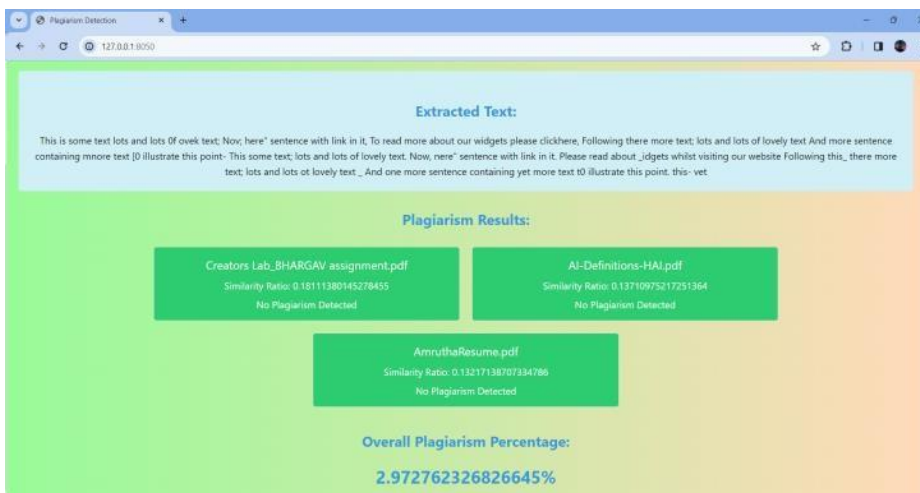 Plagiarism Detection
127.0.0.1:8050
Extracted Text:
This is some text lots and lots 0f ovek text; Nov; here" sentence with link in it, To read more about our widgets please clickhere, Following there more text; lots and lots of lovely text And more sentence
containing mnore text [0 illustrate this point- This some text; lots and lots of lovely text. Now, nere" sentence with link in it. Please read about _idgets whilst visiting our website Following this_ there more
text; lots and lots ot lovely text _ And one more sentence containing yet more text t0 illustrate this point. this- vet
Plagiarism Results:
Creators Lab_BHARGAV assignment.pdf
Similarity Ratio: 0.18111380145278455
No Plagiarism Detected
AI-Definitions-HAI.pdf
Similarity Ratio: 0.13710975217251364
No Plagiarism Detected
AmruthaResume.pdf
Similarity Ratio: 0.13217138707334786
No Plagiarism Detected
Overall Plagiarism Percentage:
2.972762326826645%